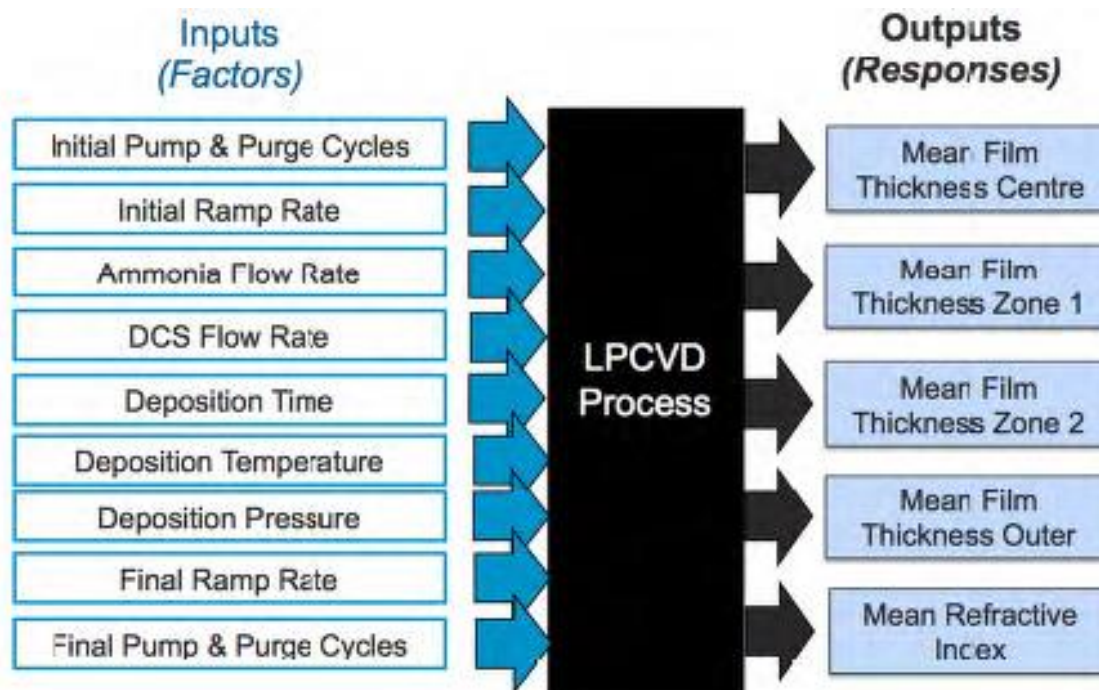 Inputs
(Factors)
Initial Pump & Purge Cycles
Initial Ramp Rate
Ammonia Flow Rate
DCS Flow Rate
Deposition Time
Deposition Temperature
Deposition Pressure
Final Ramp Rate
Final Pump & Purge Cycles
LPCVD
Process
Outputs
(Responses)
Mean Film
Thickness Centre
Mean Film
Thickness Zone 1
Mean Film
Thickness Zone 2
Mean Film
Thickness Outer
Mean Refractive
Index